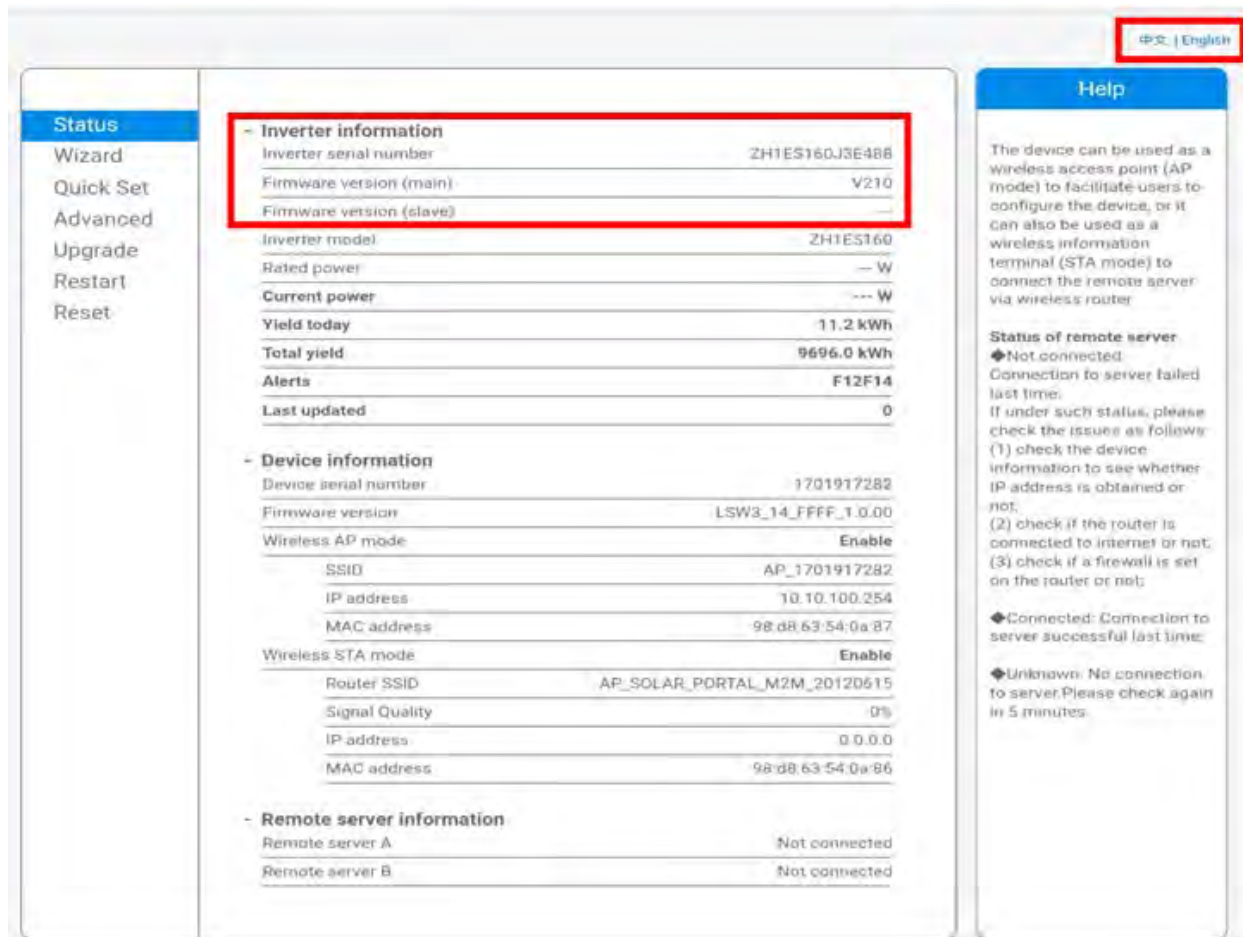 中文 | English
Status
Wizard
Quick Set
Advanced
Upgrade
Restart
Reset
- Inverter information
Inverter serial number ZH1ES160J3E488
Firmware version (main) V210
Firmware version (slave) ---
Inverter model ZH1ES160
Rated power --- W
Current power --- W
Yield today 11.2 kWh
Total yield 9696.0 kWh
Alerts F12F14
Last updated 0
- Device information
Device serial number 1701917282
Firmware version LSW3_14_FFFF_1.0.00
Wireless AP mode Enable
SSID AP_1701917282
IP address 10.10.100.254
MAC address 98:d8:63:54:0a:87
Wireless STA mode Enable
Router SSID AP_SOLAR_PORTAL_M2M_20120615
Signal Quality 0%
IP address 0.0.0.0
MAC address 98:d8:63:54:0a:86
- Remote server information
Remote server A Not connected
Remote server B Not connected
Help
The device can be used as a
wireless access point (AP
mode) to facilitate users to
configure the device, or it
can also be used as a
wireless information
terminal (STA mode) to
connect the remote server
via wireless router
Status of remote server
◆Not connected:
Connection to server failed
last time;
If under such status, please
check the issues as follows:
(1) check the device
information to see whether
IP address is obtained or
not;
(2) check if the router is
connected to internet or not;
(3) check if a firewall is set
on the router or not;
◆Connected: Connection to
server successful last time;
◆Unknown: No connection
to server.Please check again
in 5 minutes.